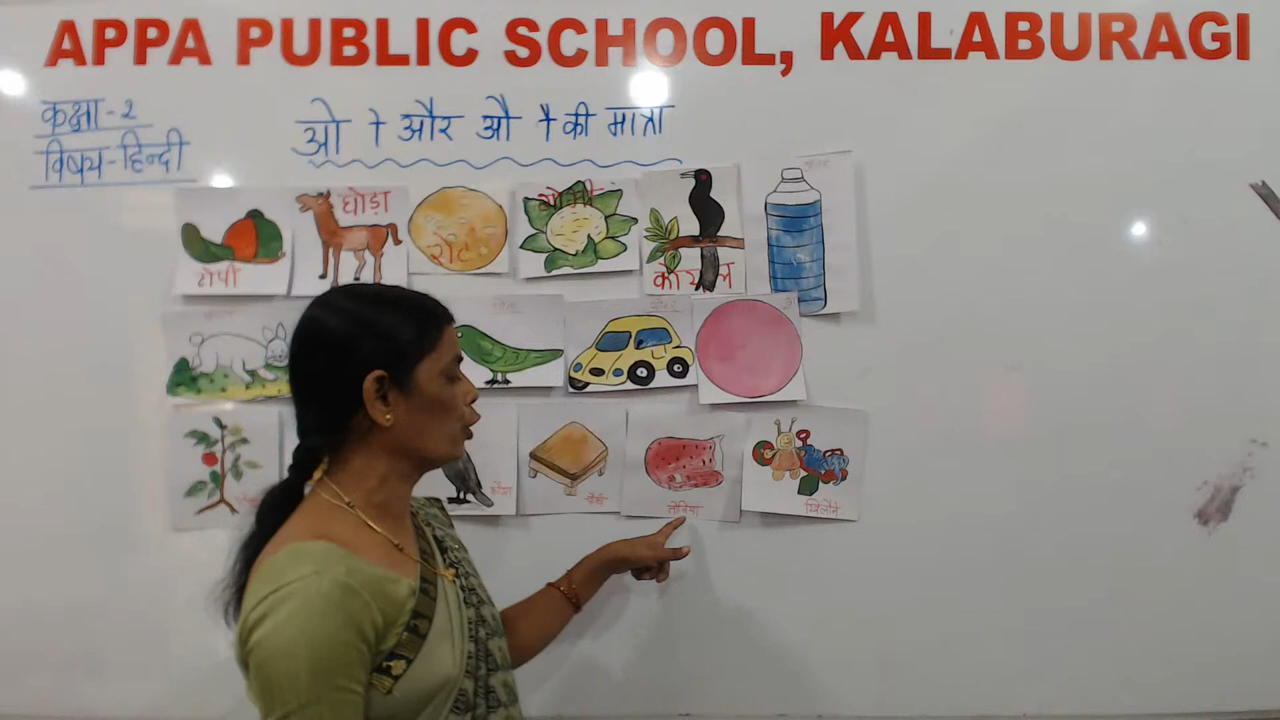 APPA PUBLIC SCHOOL, KALABURAGI
कक्षा-2
विषय-हिन्दी
ओ ो और औ ौ की मात्रा
टोपी
घोड़ा
रोटी
गोभी
कोयल
कौआ
चौकी
तौलिया
खिलौने